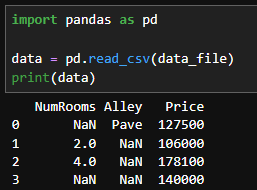 import pandas as pd
data = pd.read_csv(data_file)
print(data)
NumRooms Alley Price
0 NaN Pave 127500
1 2.0 NaN 106000
2 4.0 NaN 178100
3 NaN NaN 140000